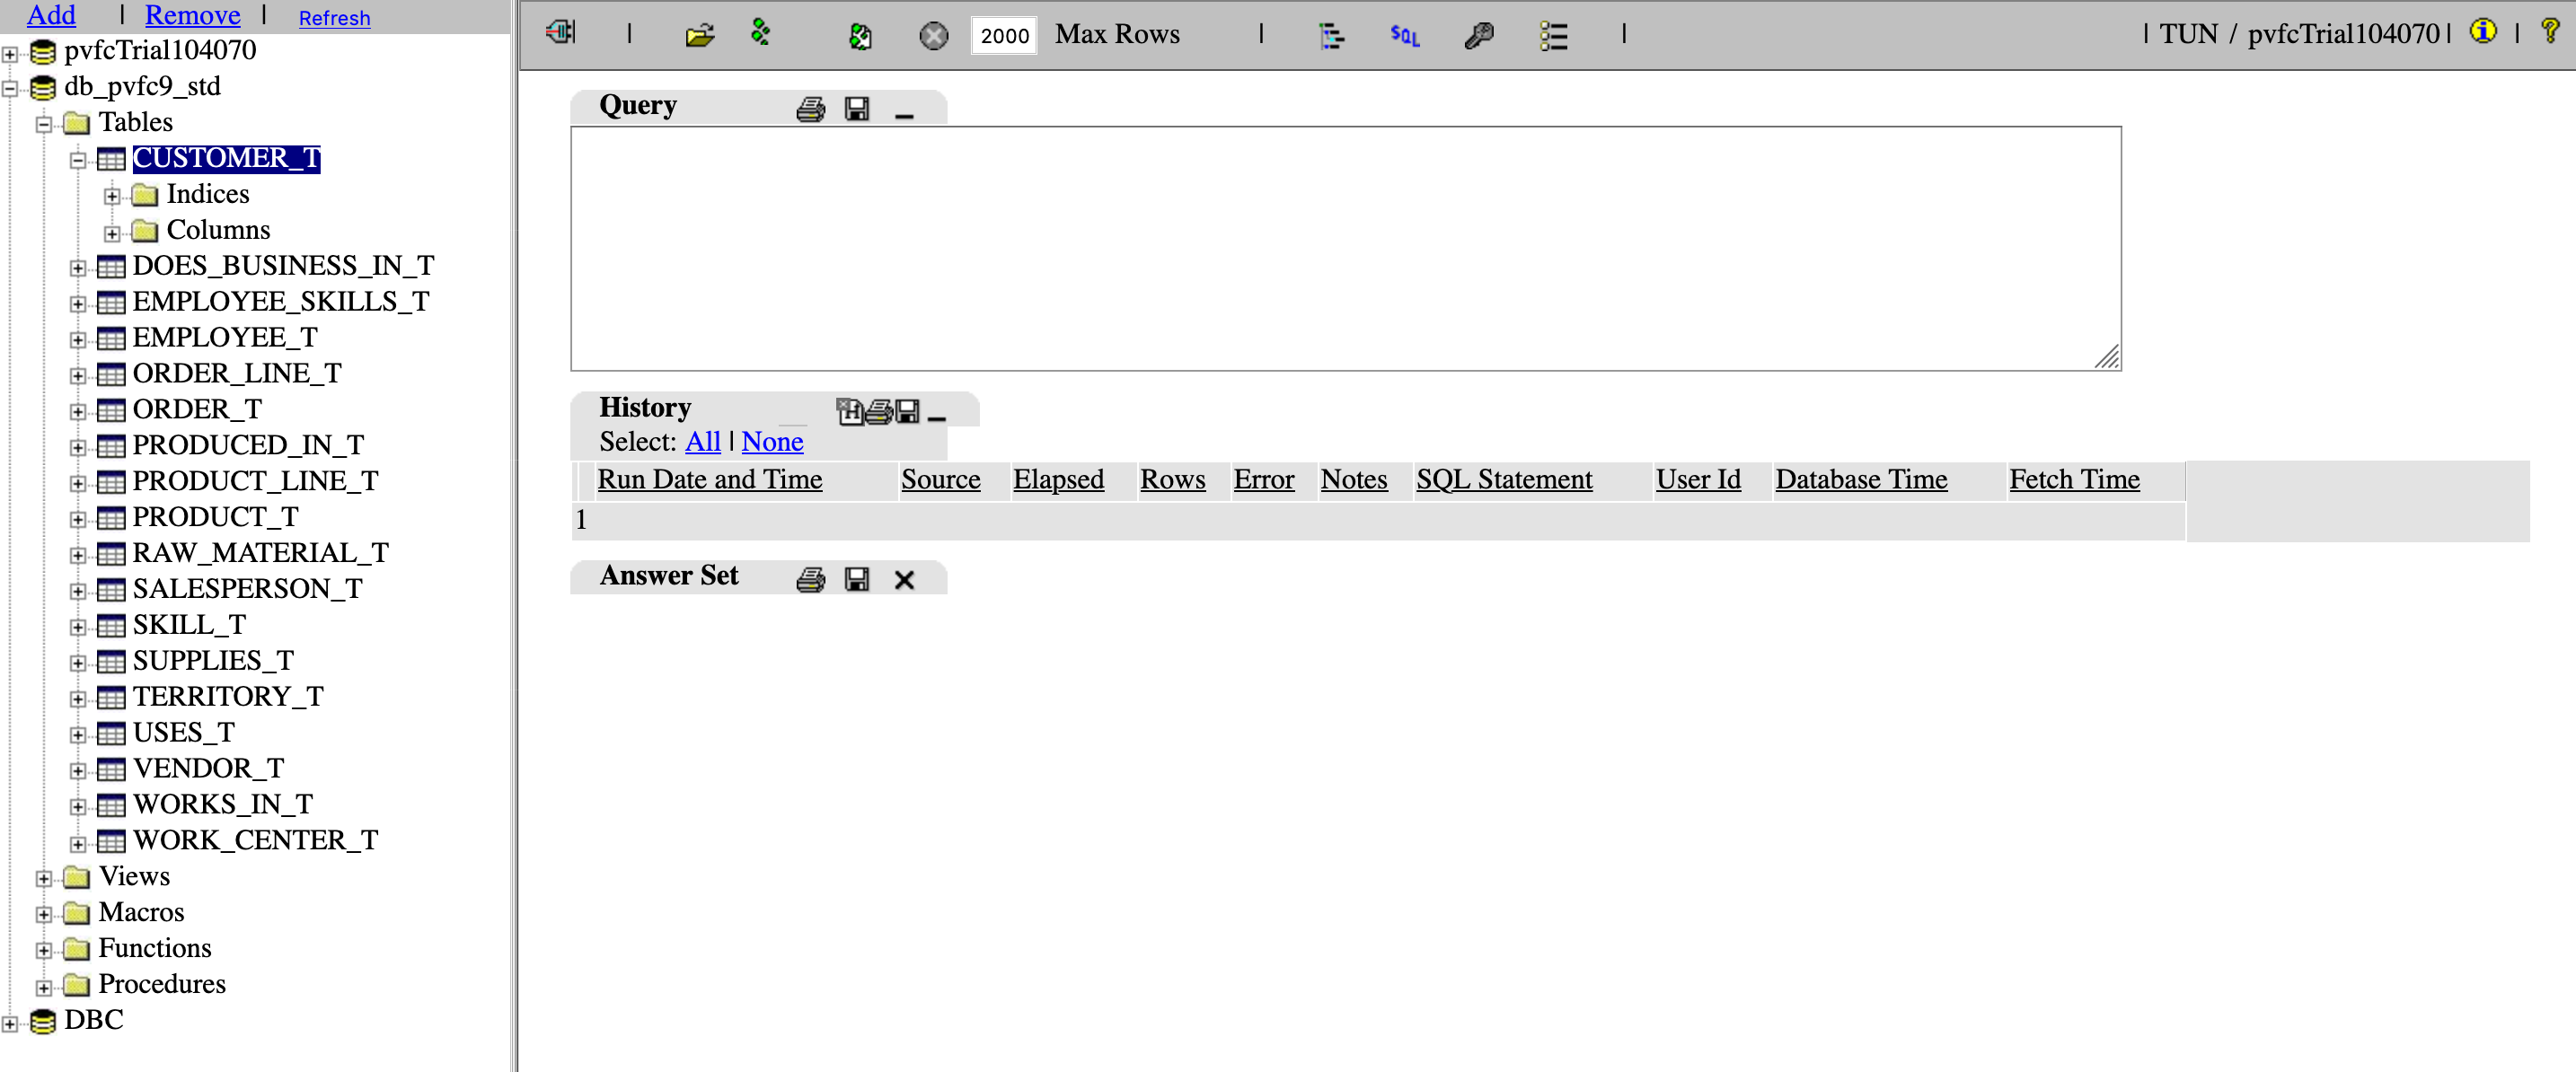 Add | Remove | Refresh
pvfcTrial104070
db_pvfc9_std
Tables
CUSTOMER_T
Indices
Columns
DOES_BUSINESS_IN_T
EMPLOYEE_SKILLS_T
EMPLOYEE_T
ORDER_LINE_T
ORDER_T
PRODUCED_IN_T
PRODUCT_LINE_T
PRODUCT_T
RAW_MATERIAL_T
SALESPERSON_T
SKILL_T
SUPPLIES_T
TERRITORY_T
USES_T
VENDOR_T
WORKS_IN_T
WORK_CENTER_T
Views
Macros
Functions
Procedures
DBC
| 2000 Max Rows | SQL | | TUN / pvfcTrial104070 | i | ?
Query
History
Select: All | None
Run Date and Time Source Elapsed Rows Error Notes SQL Statement User Id Database Time Fetch Time
1
Answer Set